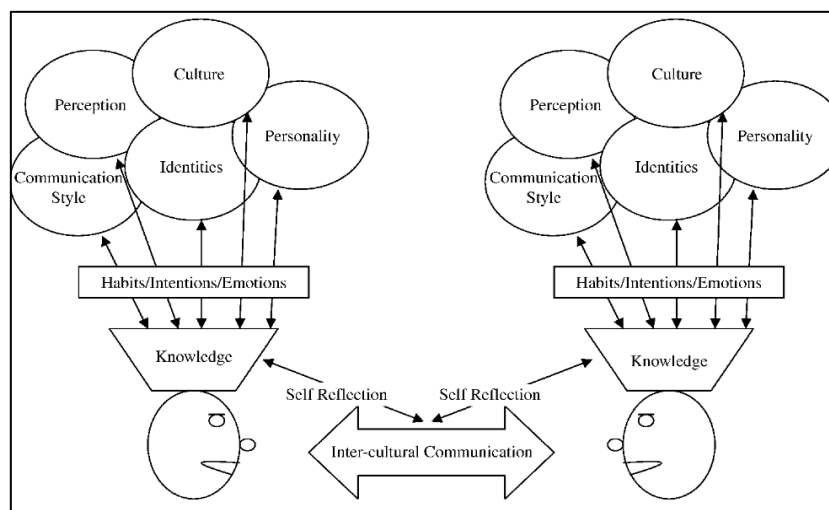 Culture
Perception
Personality
Identities
Communication
Style
Habits/Intentions/Emotions
Knowledge
Self Reflection
Culture
Perception
Personality
Identities
Communication
Style
Habits/Intentions/Emotions
Knowledge
Self Reflection
Inter-cultural Communication